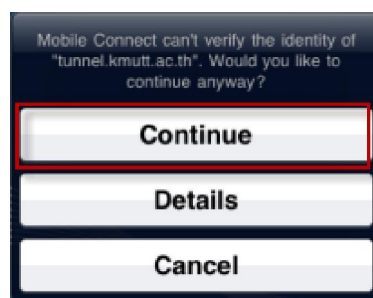 Mobile Connect can't verify the identity of
"tunnel.kmutt.ac.th". Would you like to
continue anyway?
Continue
Details
Cancel